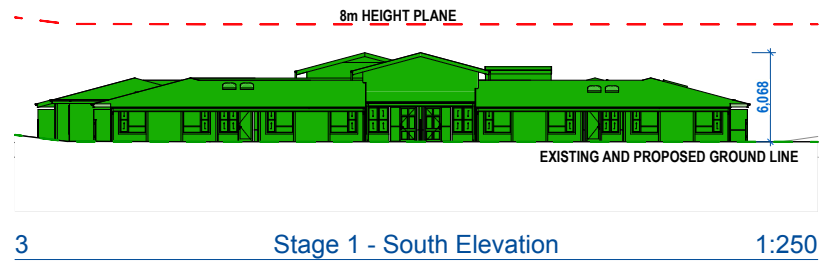 8m HEIGHT PLANE
6,068
EXISTING AND PROPOSED GROUND LINE
3 Stage 1 - South Elevation 1:250